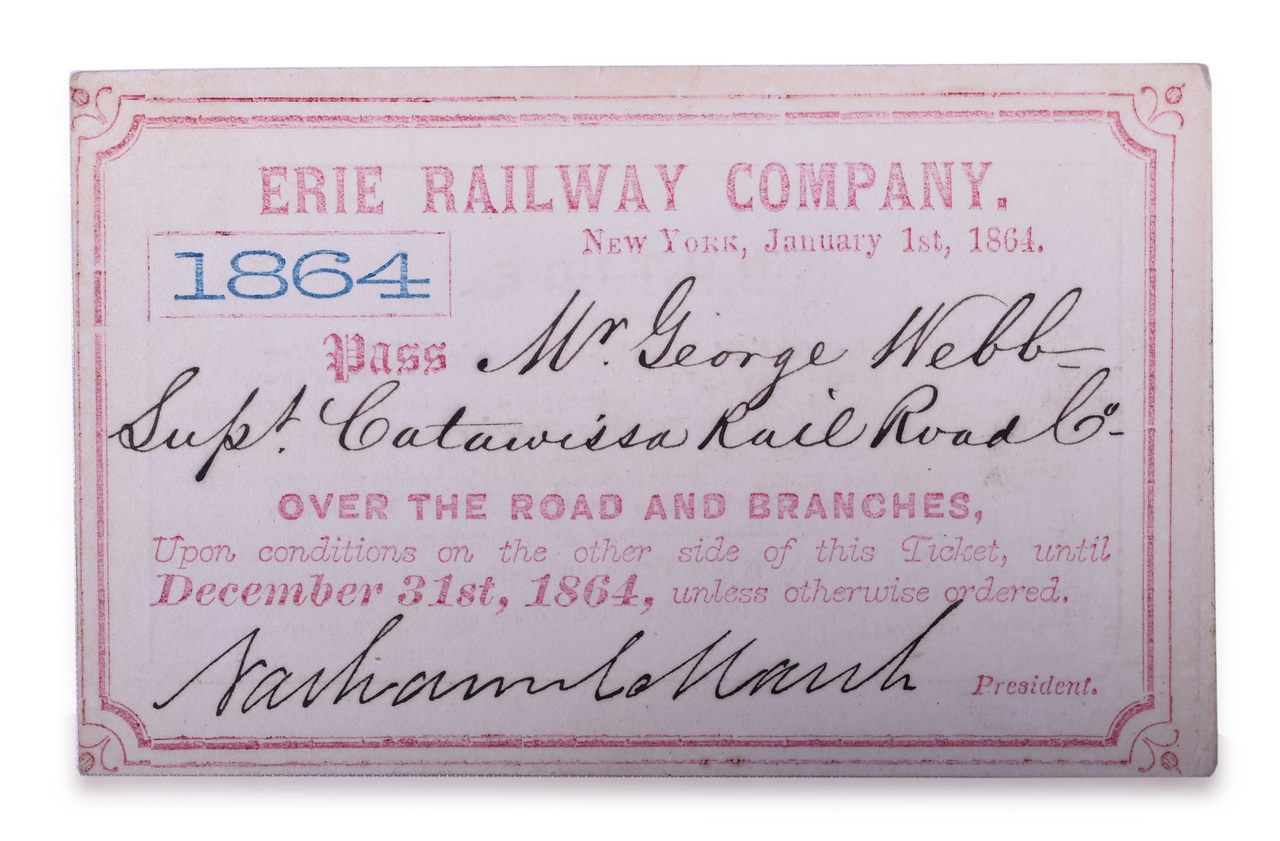 ERIE RAILWAY COMPANY.
NEW YORK, January 1st, 1864.
1864
Pass Mr. George Webb
Supt. Catawissa Rail Road Co.
OVER THE ROAD AND BRANCHES,
Upon conditions on the other side of this Ticket, until
December 31st, 1864, unless otherwise ordered.
Nathaniel Marsh President.